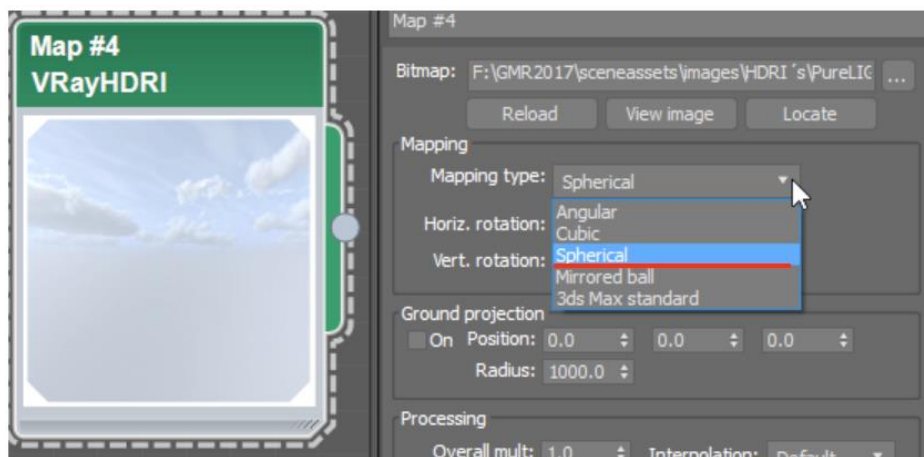 Map #4
VRayHDRI
Map #4
Bitmap: F:\GMR2017\sceneassets\images\HDRI´s\PureLIG ...
Reload View image Locate
Mapping
Mapping type: Spherical
Angular
Horiz. rotation:
Cubic
Vert. rotation: Spherical
Mirrored ball
3ds Max standard
Ground projection
On Position: 0.0 0.0 0.0
Radius: 1000.0
Processing
Overall mult: 1.0 Interpolation: Default